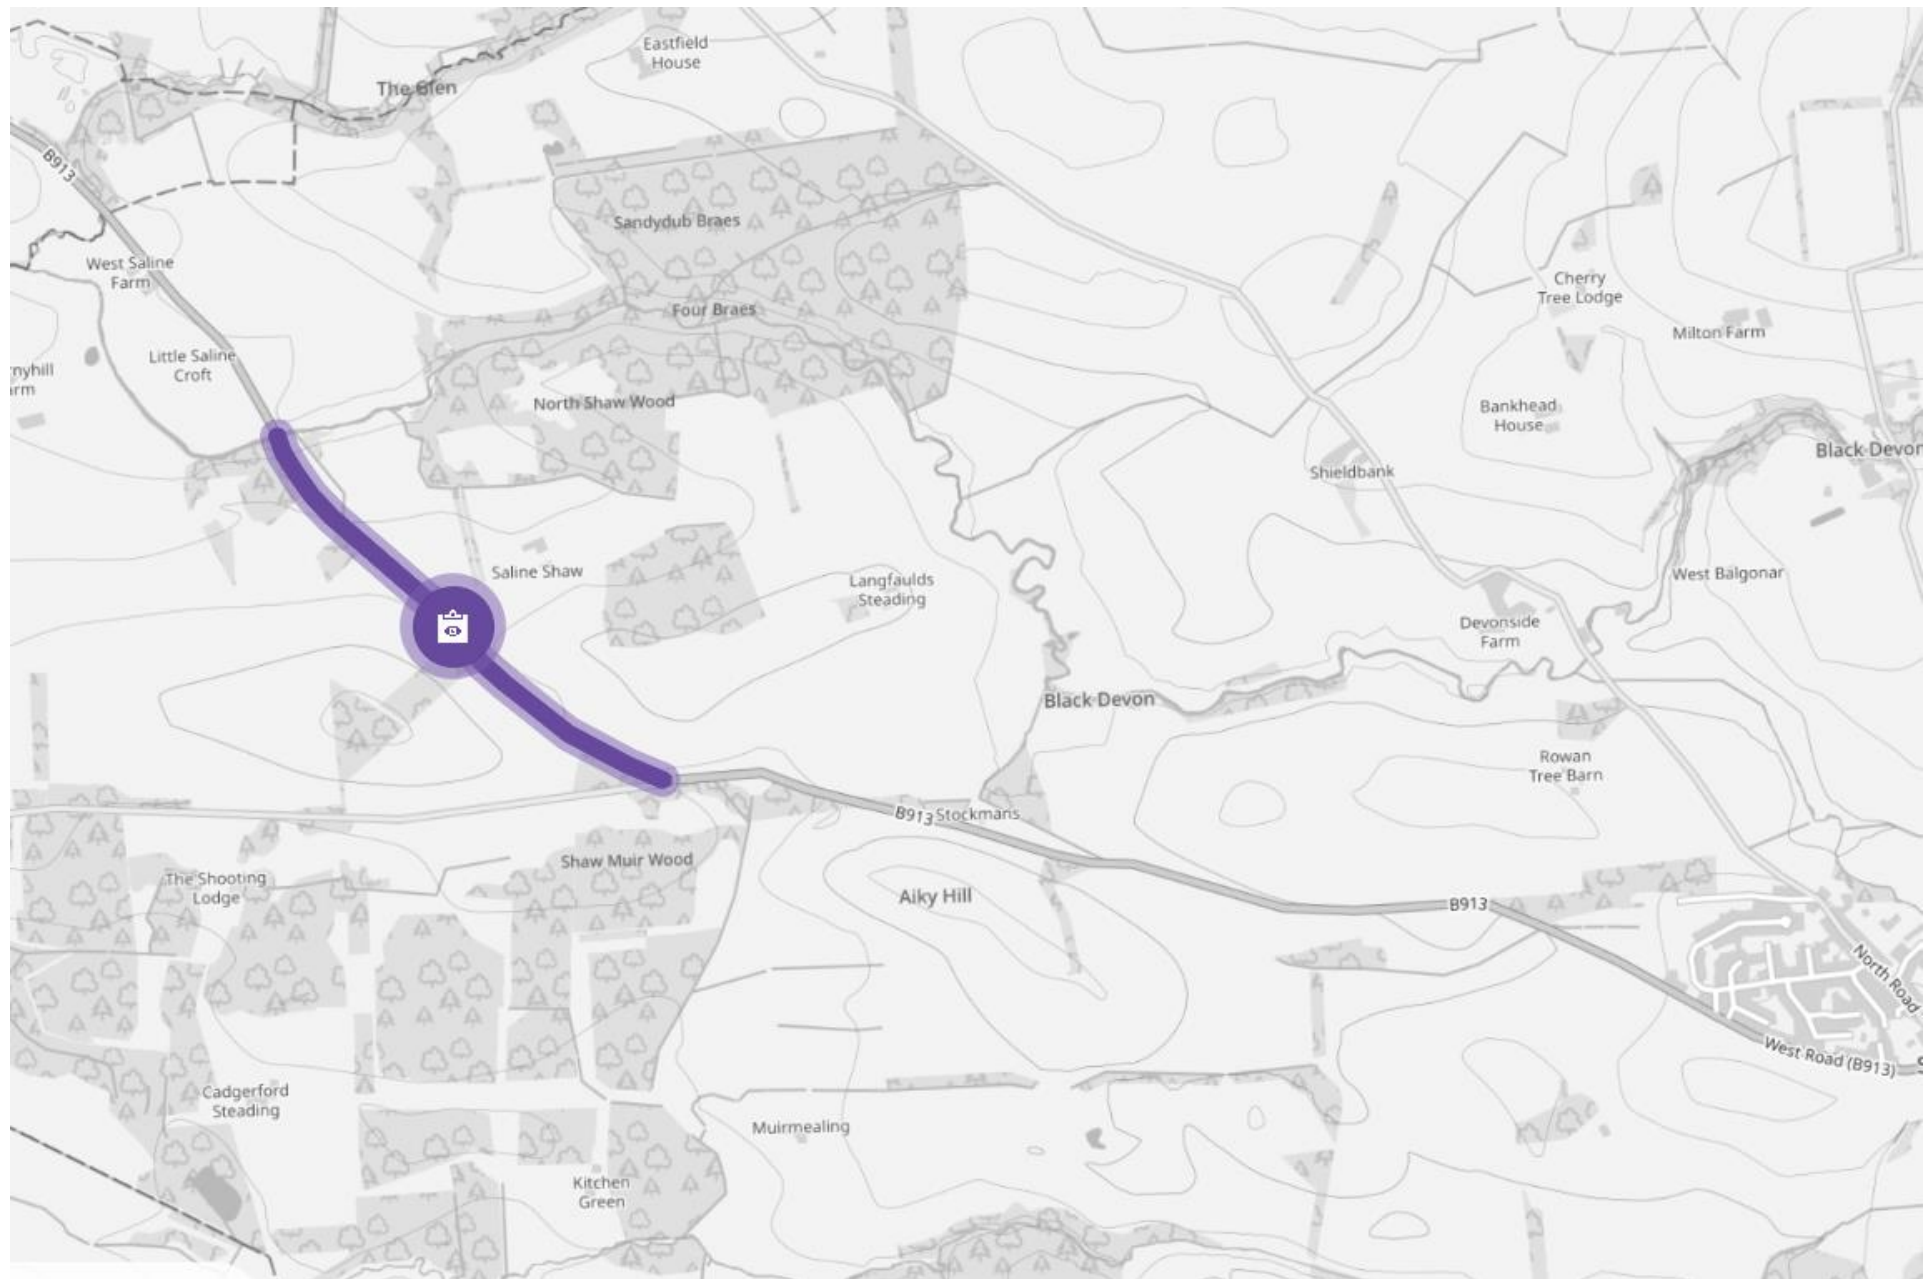 Eastfield
House
The Glen
B913
Sandydub Braes
West Saline
Farm
Cherry
Tree Lodge
Four Braes
Milton Farm
Little Saline
Croft
rnyhill
arm
North Shaw Wood
Bankhead
House
Black Devon
Shieldbank
Saline Shaw
Langfaulds
Steading
West Balgonar
Devonside
Farm
Black Devon
Rowan
Tree Barn
B913
Stockmans
Shaw Muir Wood
The Shooting
Lodge
Aiky Hill
B913
North Road
West Road (B913)
S
Cadgerford
Steading
Muirmealing
Kitchen
Green